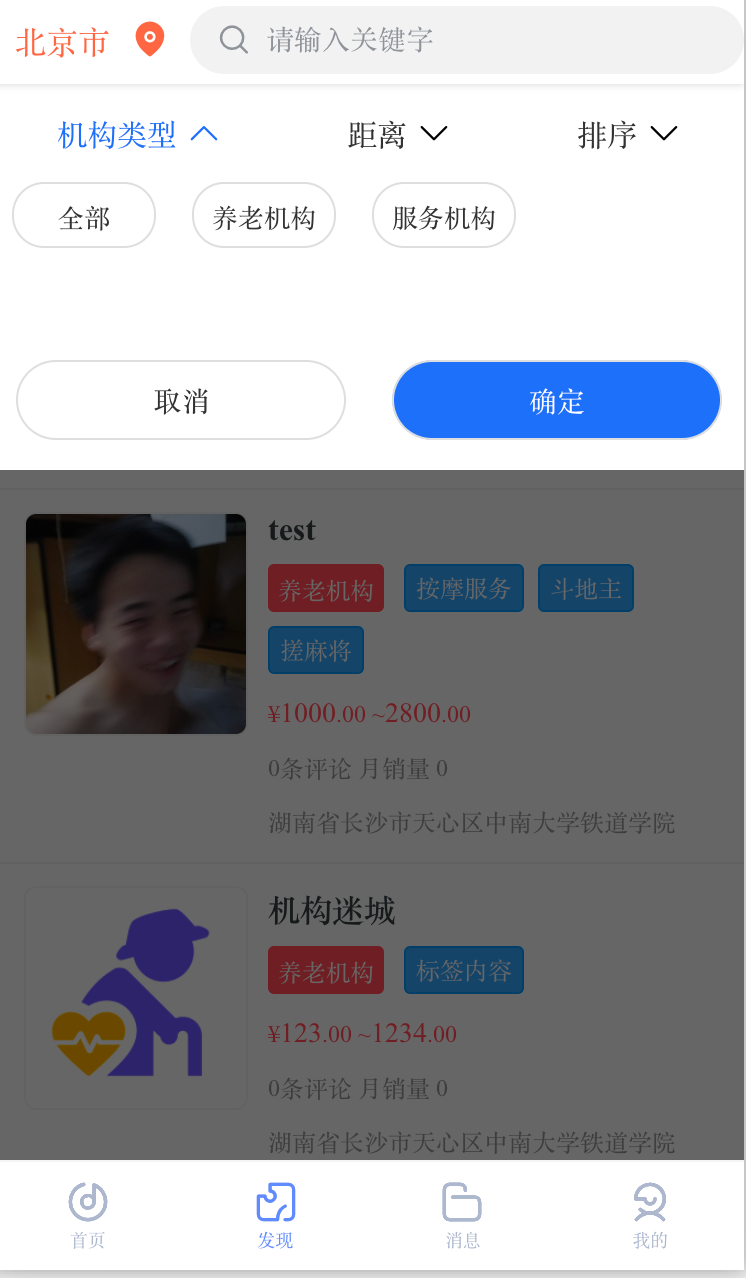 北京市 请输入关键字
机构类型 距离 排序
全部 养老机构 服务机构
取消 确定
test
养老机构 按摩服务 斗地主
搓麻将
¥1000.00 ~2800.00
0条评论 月销量 0
湖南省长沙市天心区中南大学铁道学院
机构迷城
养老机构 标签内容
¥123.00 ~1234.00
0条评论 月销量 0
湖南省长沙市天心区中南大学铁道学院
首页 发现 消息 我的